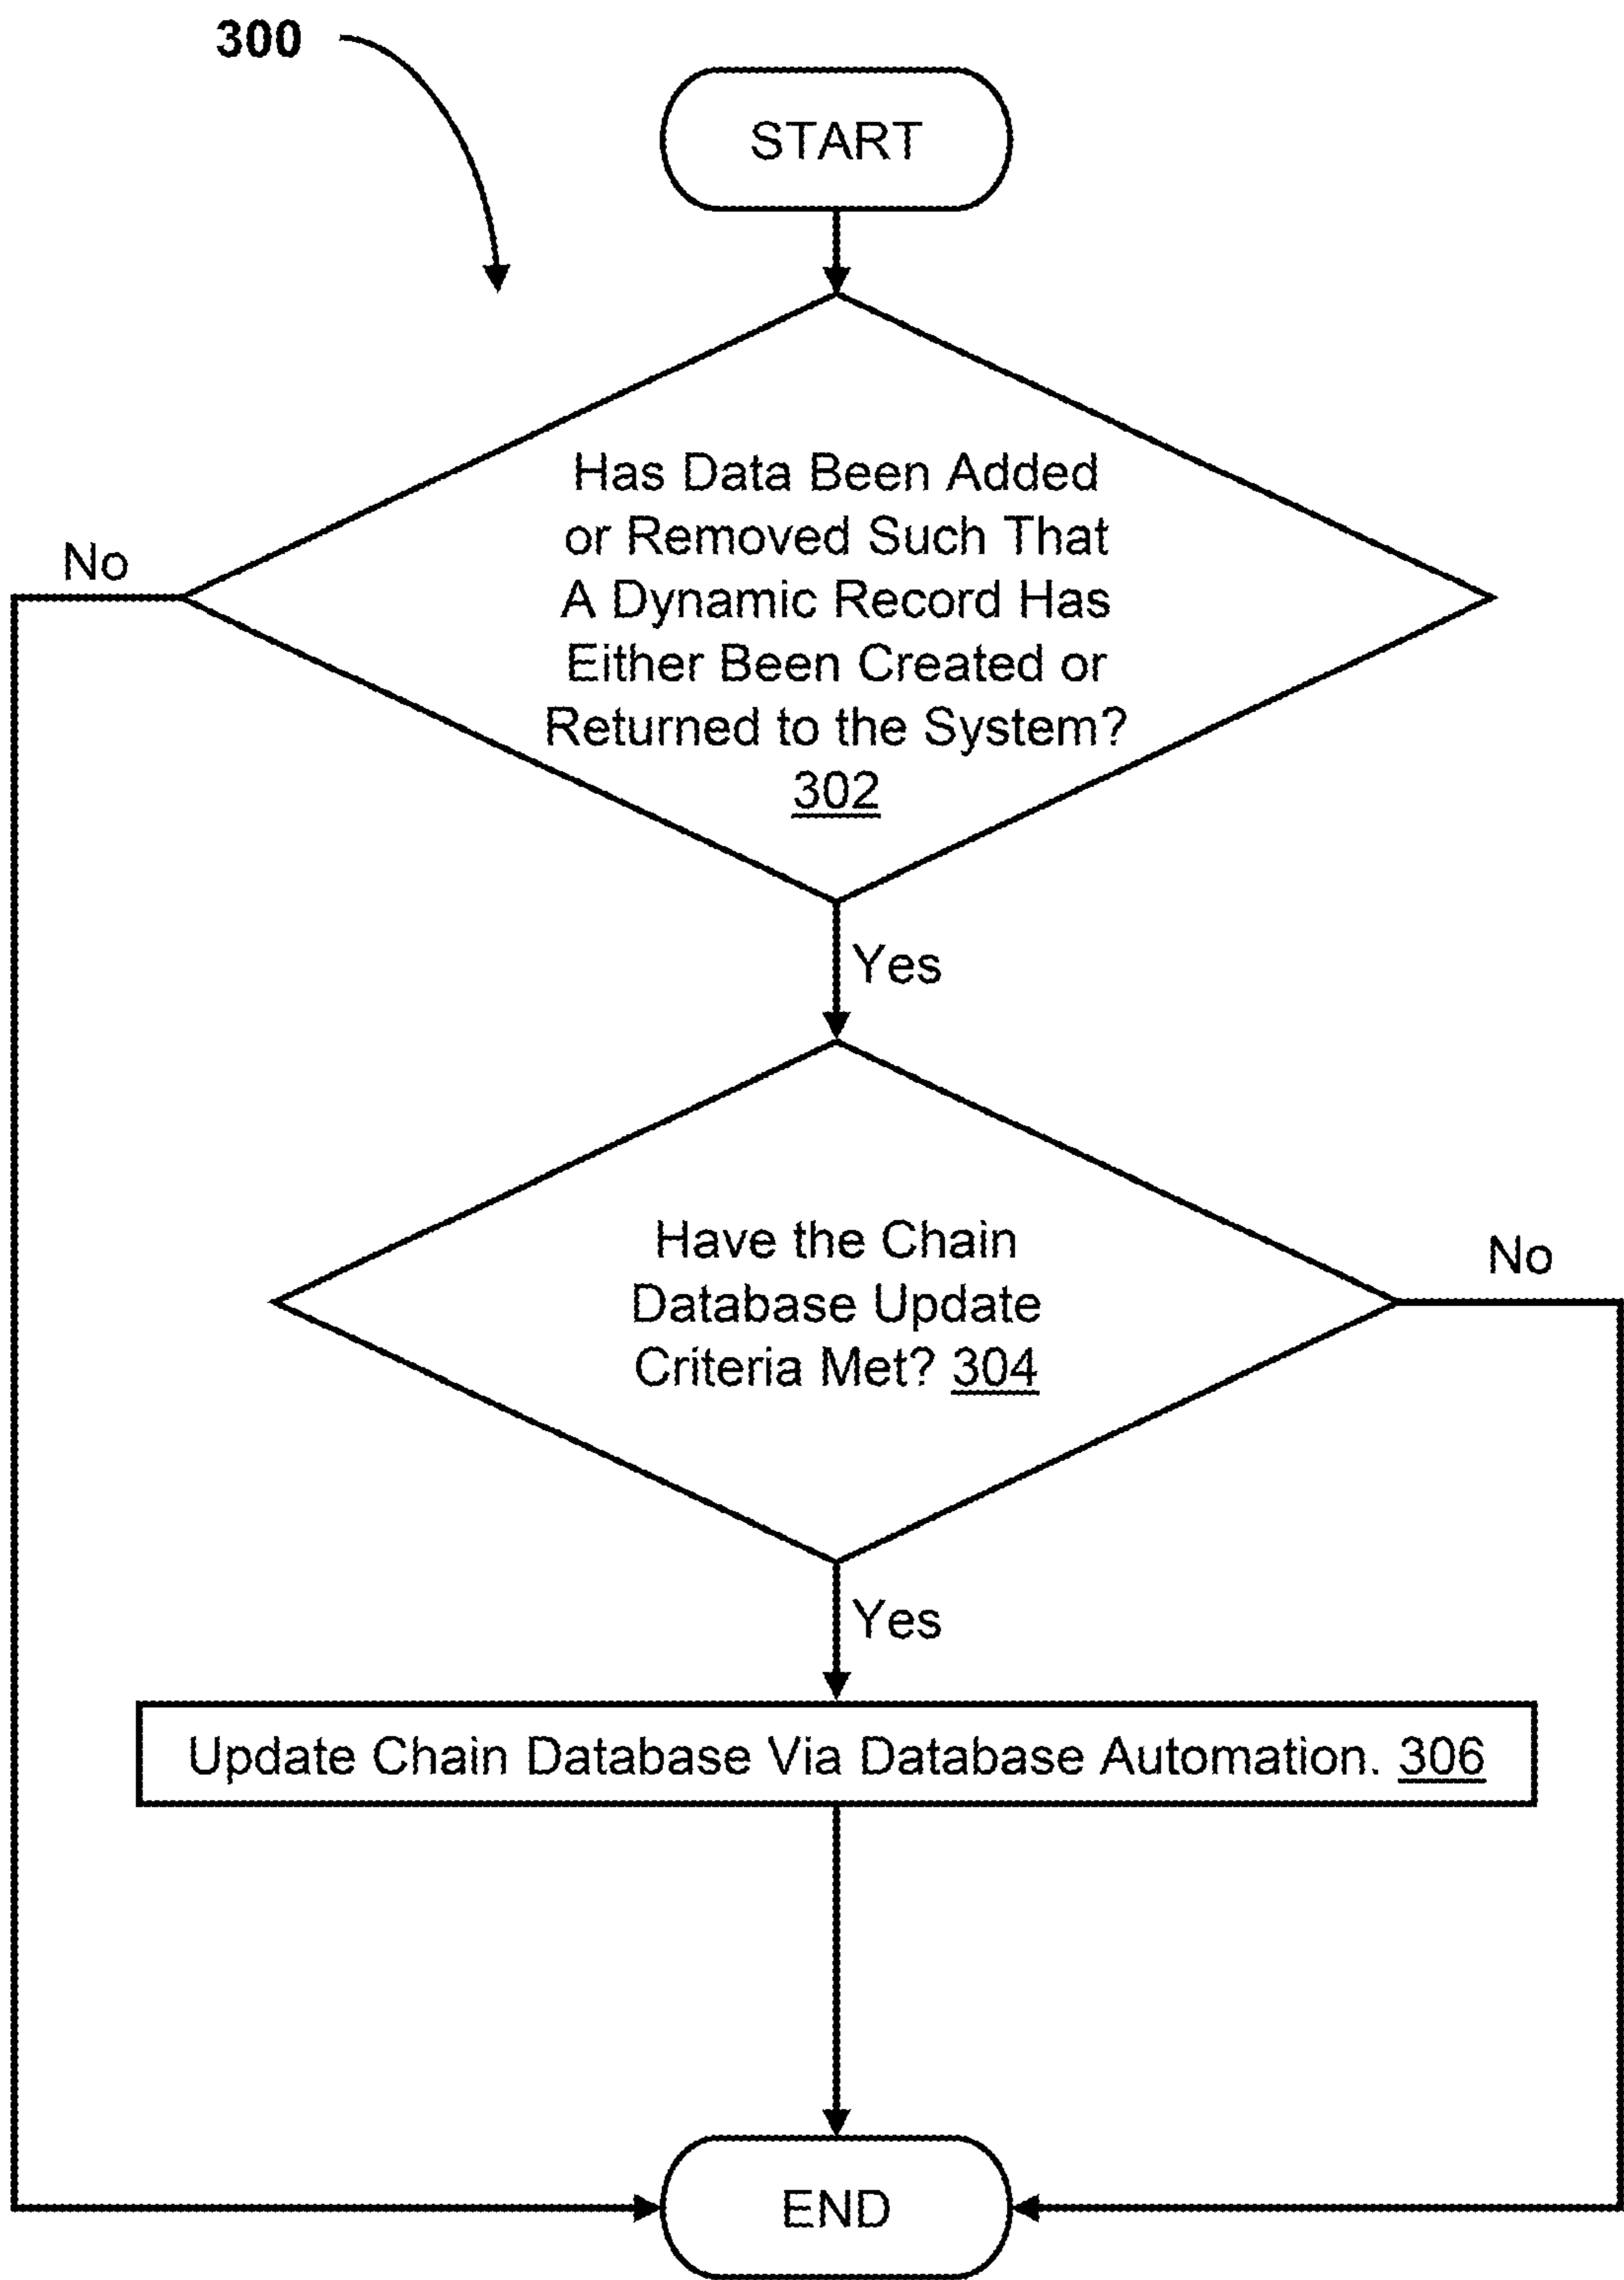 300
START
Has Data Been Added
or Removed Such That
A Dynamic Record Has
Either Been Created or
Returned to the System?
302
No
Yes
Have the Chain
Database Update
Criteria Met? 304
No
Yes
Update Chain Database Via Database Automation. 306
END